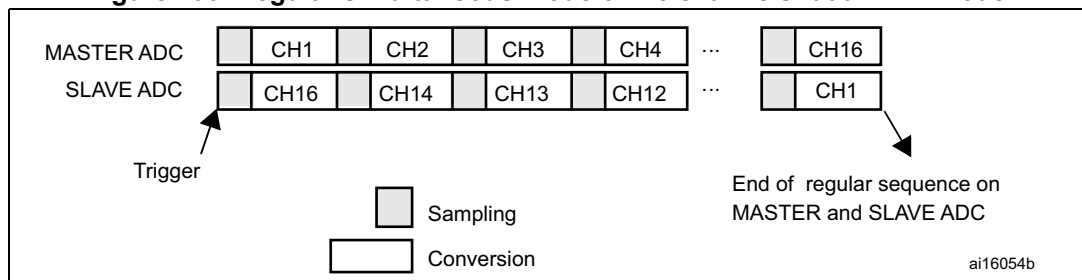 MASTER ADC CH1 CH2 CH3 CH4 ... CH16
SLAVE ADC CH16 CH14 CH13 CH12 ... CH1
Trigger
End of regular sequence on
MASTER and SLAVE ADC
Sampling
Conversion
ai16054b